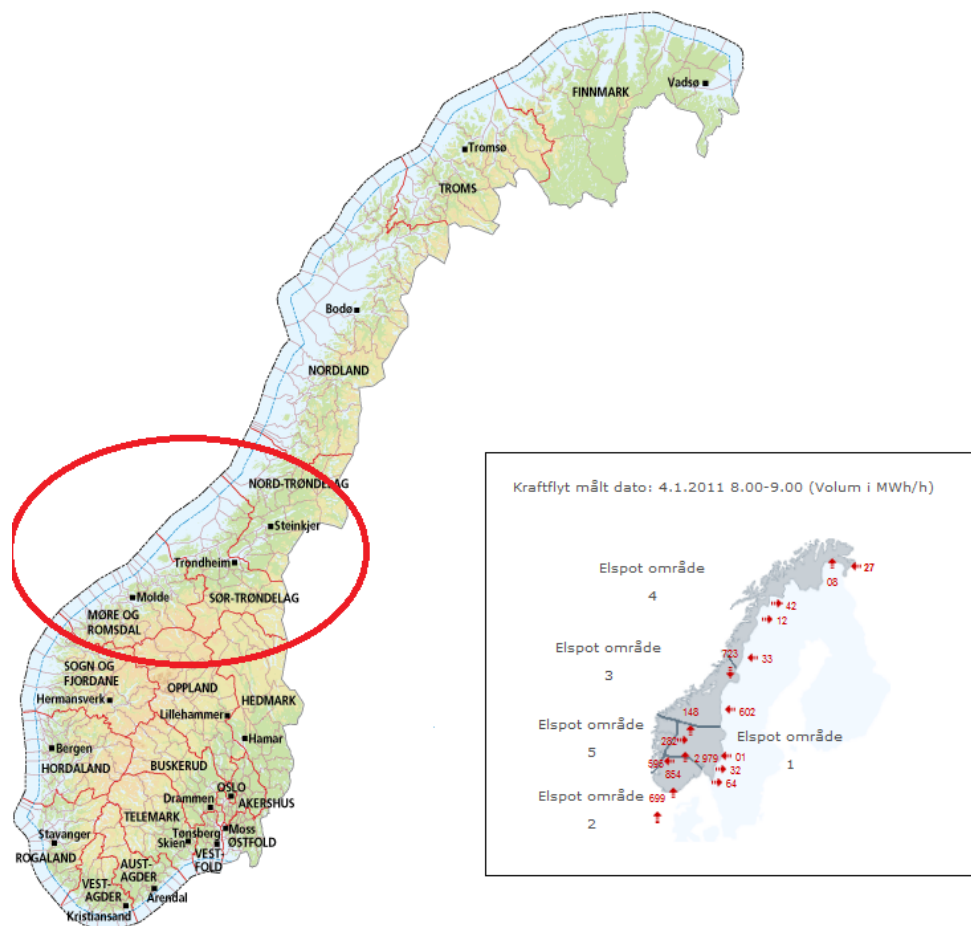 Vadsø
FINNMARK
Tromsø
TROMS
Bodø
NORDLAND
NORD-TRØNDELAG
Steinkjer
Trondheim
Molde
SØR-TRØNDELAG
MØRE OG
ROMSDAL
SOGN OG
FJORDANE
OPPLAND
HEDMARK
Hermansverk
Lillehammer
Hamar
Bergen
HORDALAND
BUSKERUD
OSLO
AKERSHUS
Drammen
TELEMARK
Tønsberg
Moss
Skien
ØSTFOLD
Stavanger
VEST-
FOLD
ROGALAND
AUST-
AGDER
VEST-
AGDER
Arendal
Kristiansand
Kraftflyt målt dato: 4.1.2011 8.00-9.00 (Volum i MWh/h)
Elspot område
4
27
08
42
12
Elspot område
3
723
33
148
602
Elspot område
5
282
Elspot område
1
2 979
01
596
32
854
64
Elspot område
2
699